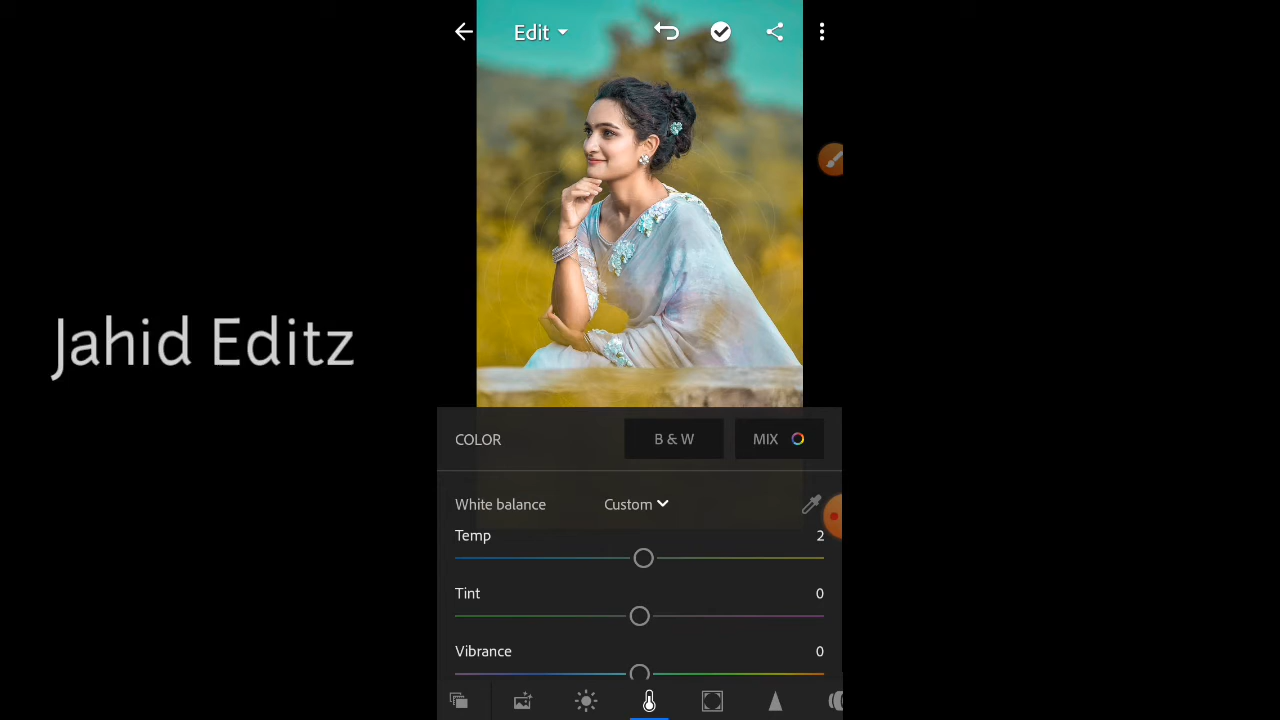 Edit
Jahid Editz
COLOR
B & W
MIX
White balance
Custom
Temp
2
Tint
0
Vibrance
0